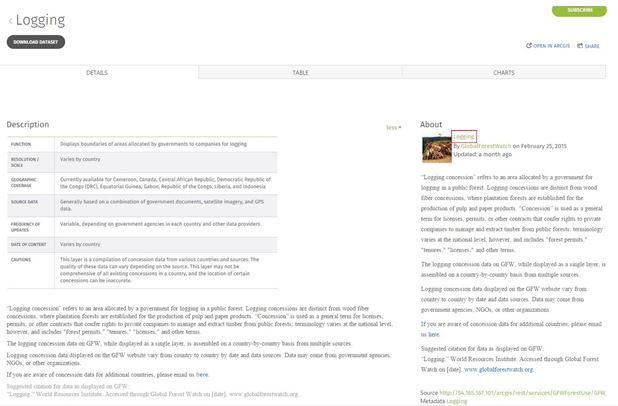 SUBSCRIBE
‹ Logging
DOWNLOAD DATASET
OPEN IN ARCGIS SHARE
DETAILS TABLE CHARTS
Description
less
FUNCTION Displays boundaries of areas allocated by governments to companies for logging
RESOLUTION / SCALE Varies by country
GEOGRAPHIC COVERAGE Currently available for Cameroon, Canada, Central African Republic, Democratic Republic of
the Congo (DRC), Equatorial Guinea, Gabon, Republic of the Congo, Liberia, and Indonesia
SOURCE DATA Generally based on a combination of government documents, satellite imagery, and GPS
data.
FREQUENCY OF UPDATES Variable, depending on government agencies in each country and other data providers
DATE OF CONTENT Varies by country
CAUTIONS This layer is a compilation of concession data from various countries and sources. The
quality of these data can vary depending on the source. This layer may not be
comprehensive of all existing concessions in a country, and the location of certain
concessions can be inaccurate.
"Logging concession" refers to an area allocated by a government for logging in a public forest. Logging concessions are distinct from wood fiber
concessions, where plantation forests are established for the production of pulp and paper products. "Concession" is used as a general term for licenses,
permits, or other contracts that confer rights to private companies to manage and extract timber from public forests; terminology varies at the national level,
however, and includes "forest permits," "tenures," "licenses," and other terms.
The logging concession data on GFW, while displayed as a single layer, is assembled on a country-by-country basis from multiple sources.
Logging concession data displayed on the GFW website vary from country to country by date and data sources. Data may come from government agencies,
NGOs, or other organizations.
If you are aware of concession data for additional countries, please email us here.
Suggested citation for data as displayed on GFW:
"Logging." World Resources Institute. Accessed through Global Forest Watch on [date]. www.globalforestwatch.org
About
Logging
By GlobalForestWatch on February 25, 2015
Updated: a month ago
"Logging concession" refers to an area allocated by a government for
logging in a public forest. Logging concessions are distinct from wood
fiber concessions, where plantation forests are established for the
production of pulp and paper products. "Concession" is used as a general
term for licenses, permits, or other contracts that confer rights to private
companies to manage and extract timber from public forests; terminology
varies at the national level, however, and includes "forest permits,"
"tenures," "licenses," and other terms.
The logging concession data on GFW, while displayed as a single layer, is
assembled on a country-by-country basis from multiple sources.
Logging concession data displayed on the GFW website vary from
country to country by date and data sources. Data may come from
government agencies, NGOs, or other organizations.
If you are aware of concession data for additional countries, please email
us here.
Suggested citation for data as displayed on GFW:
"Logging." World Resources Institute. Accessed through Global Forest
Watch on [date]. www.globalforestwatch.org.
Source http://54.165.167.101/arcgis/rest/services/GFWForestUse/GFW
Metadata Logging